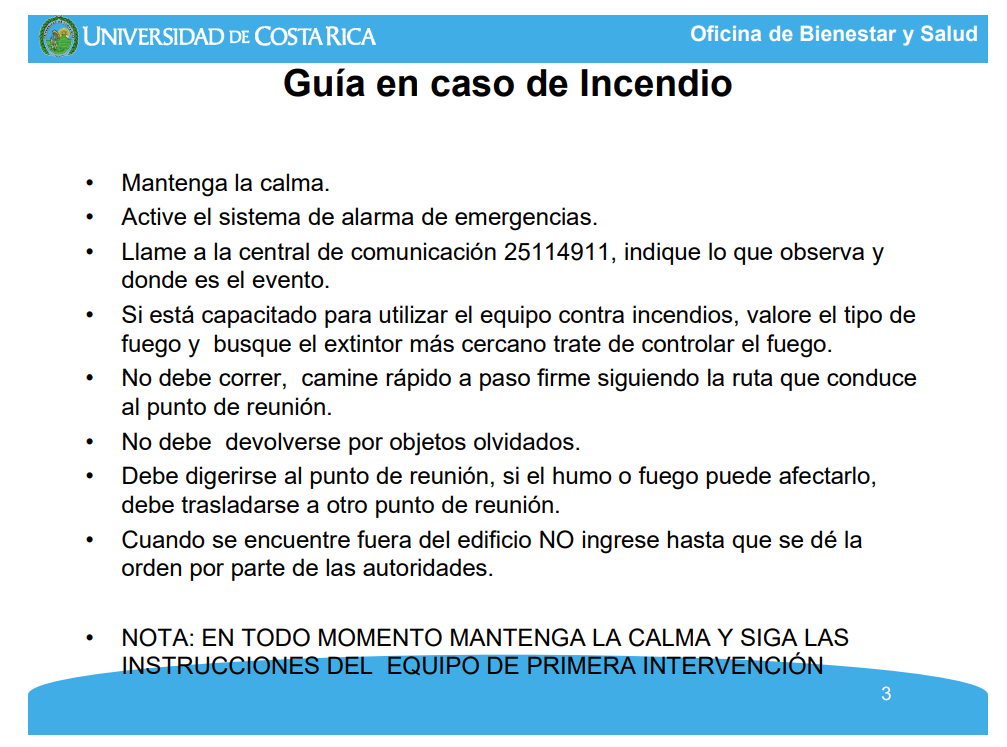 UNIVERSIDAD DE COSTA RICA
Oficina de Bienestar y Salud
Guía en caso de Incendio
• Mantenga la calma.
• Active el sistema de alarma de emergencias.
• Llame a la central de comunicación 25114911, indique lo que observa y
donde es el evento.
• Si está capacitado para utilizar el equipo contra incendios, valore el tipo de
fuego y  busque el extintor más cercano trate de controlar el fuego.
• No debe correr,  camine rápido a paso firme siguiendo la ruta que conduce
al punto de reunión.
• No debe  devolverse por objetos olvidados.
• Debe digerirse al punto de reunión, si el humo o fuego puede afectarlo,
debe trasladarse a otro punto de reunión.
• Cuando se encuentre fuera del edificio NO ingrese hasta que se dé la
orden por parte de las autoridades.
• NOTA: EN TODO MOMENTO MANTENGA LA CALMA Y SIGA LAS
INSTRUCCIONES DEL  EQUIPO DE PRIMERA INTERVENCIÓN
3